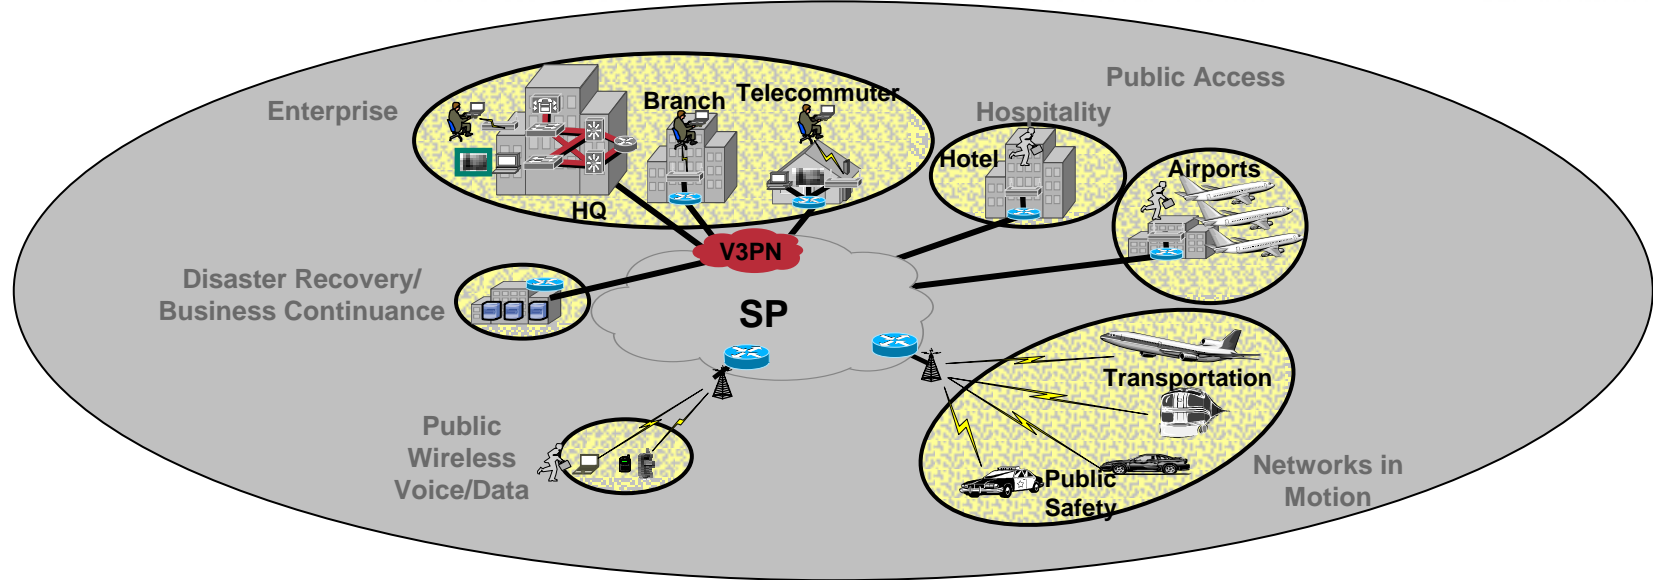 Public Access
Enterprise
Branch
Telecommuter
Hospitality
Hotel
Airports
HQ
V3PN
Disaster Recovery/
Business Continuance
SP
Transportation
Public
Wireless
Voice/Data
Public
Safety
Networks in
Motion